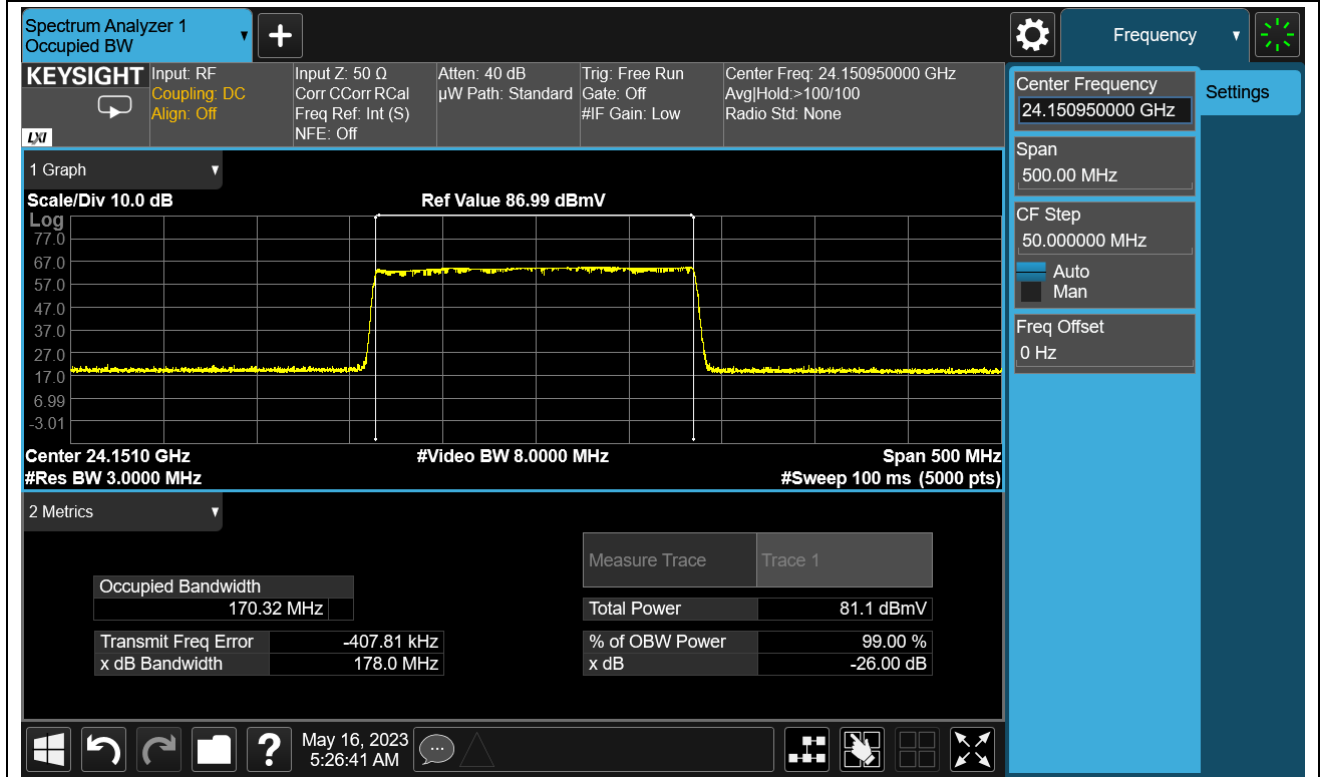 Spectrum Analyzer 1
Occupied BW
Frequency
KEYSIGHT
LXI
Input: RF
Coupling: DC
Align: Off
Input Z: 50 Ω
Corr CCorr RCal
Freq Ref: Int (S)
NFE: Off
Atten: 40 dB
µW Path: Standard
Trig: Free Run
Gate: Off
#IF Gain: Low
Center Freq: 24.150950000 GHz
Avg|Hold:>100/100
Radio Std: None
Center Frequency
24.150950000 GHz
Settings
Span
500.00 MHz
CF Step
50.000000 MHz
Auto
Man
Freq Offset
0 Hz
1 Graph
Scale/Div 10.0 dB
Ref Value 86.99 dBmV
Log
77.0
67.0
57.0
47.0
37.0
27.0
17.0
6.99
-3.01
Center 24.1510 GHz
#Video BW 8.0000 MHz
Span 500 MHz
#Res BW 3.0000 MHz
#Sweep 100 ms (5000 pts)
2 Metrics
Measure Trace
Trace 1
Occupied Bandwidth
170.32 MHz
Total Power
81.1 dBmV
Transmit Freq Error
-407.81 kHz
% of OBW Power
99.00 %
x dB Bandwidth
178.0 MHz
x dB
-26.00 dB
?
May 16, 2023
5:26:41 AM